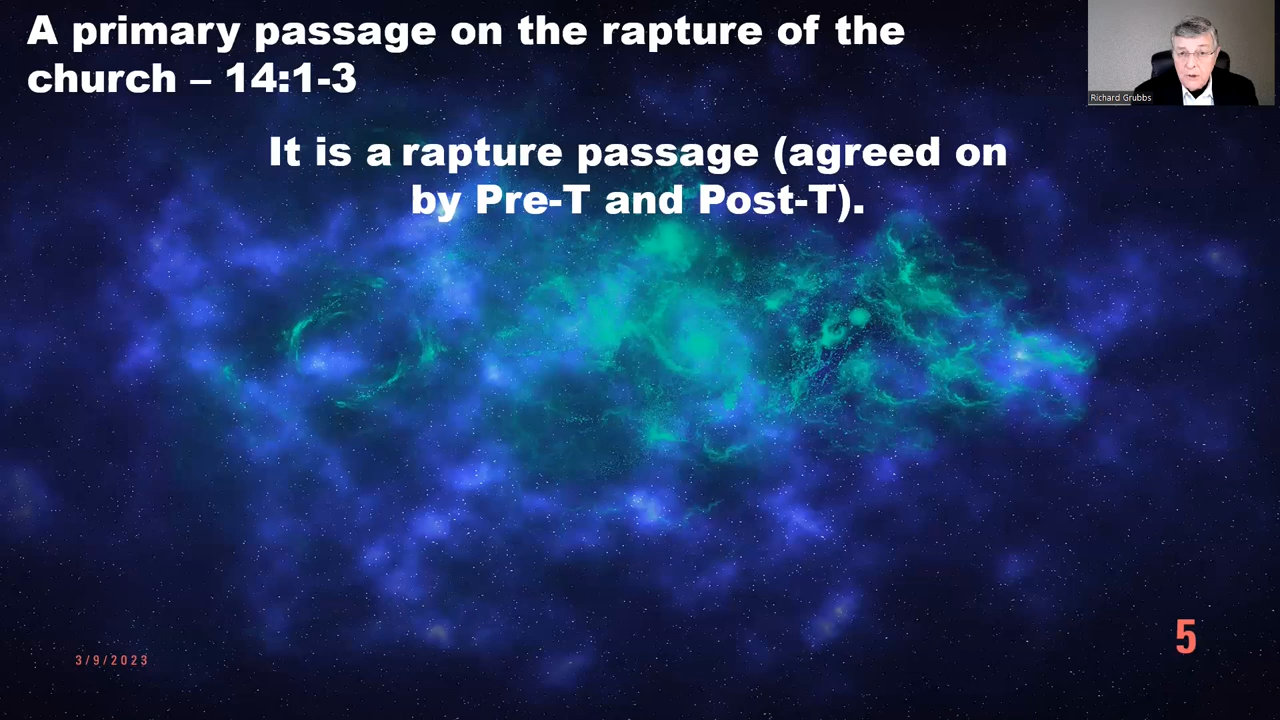 A primary passage on the rapture of the
church – 14:1-3
Richard Grubbs
It is a rapture passage (agreed on
by Pre-T and Post-T).
3/9/2023
5